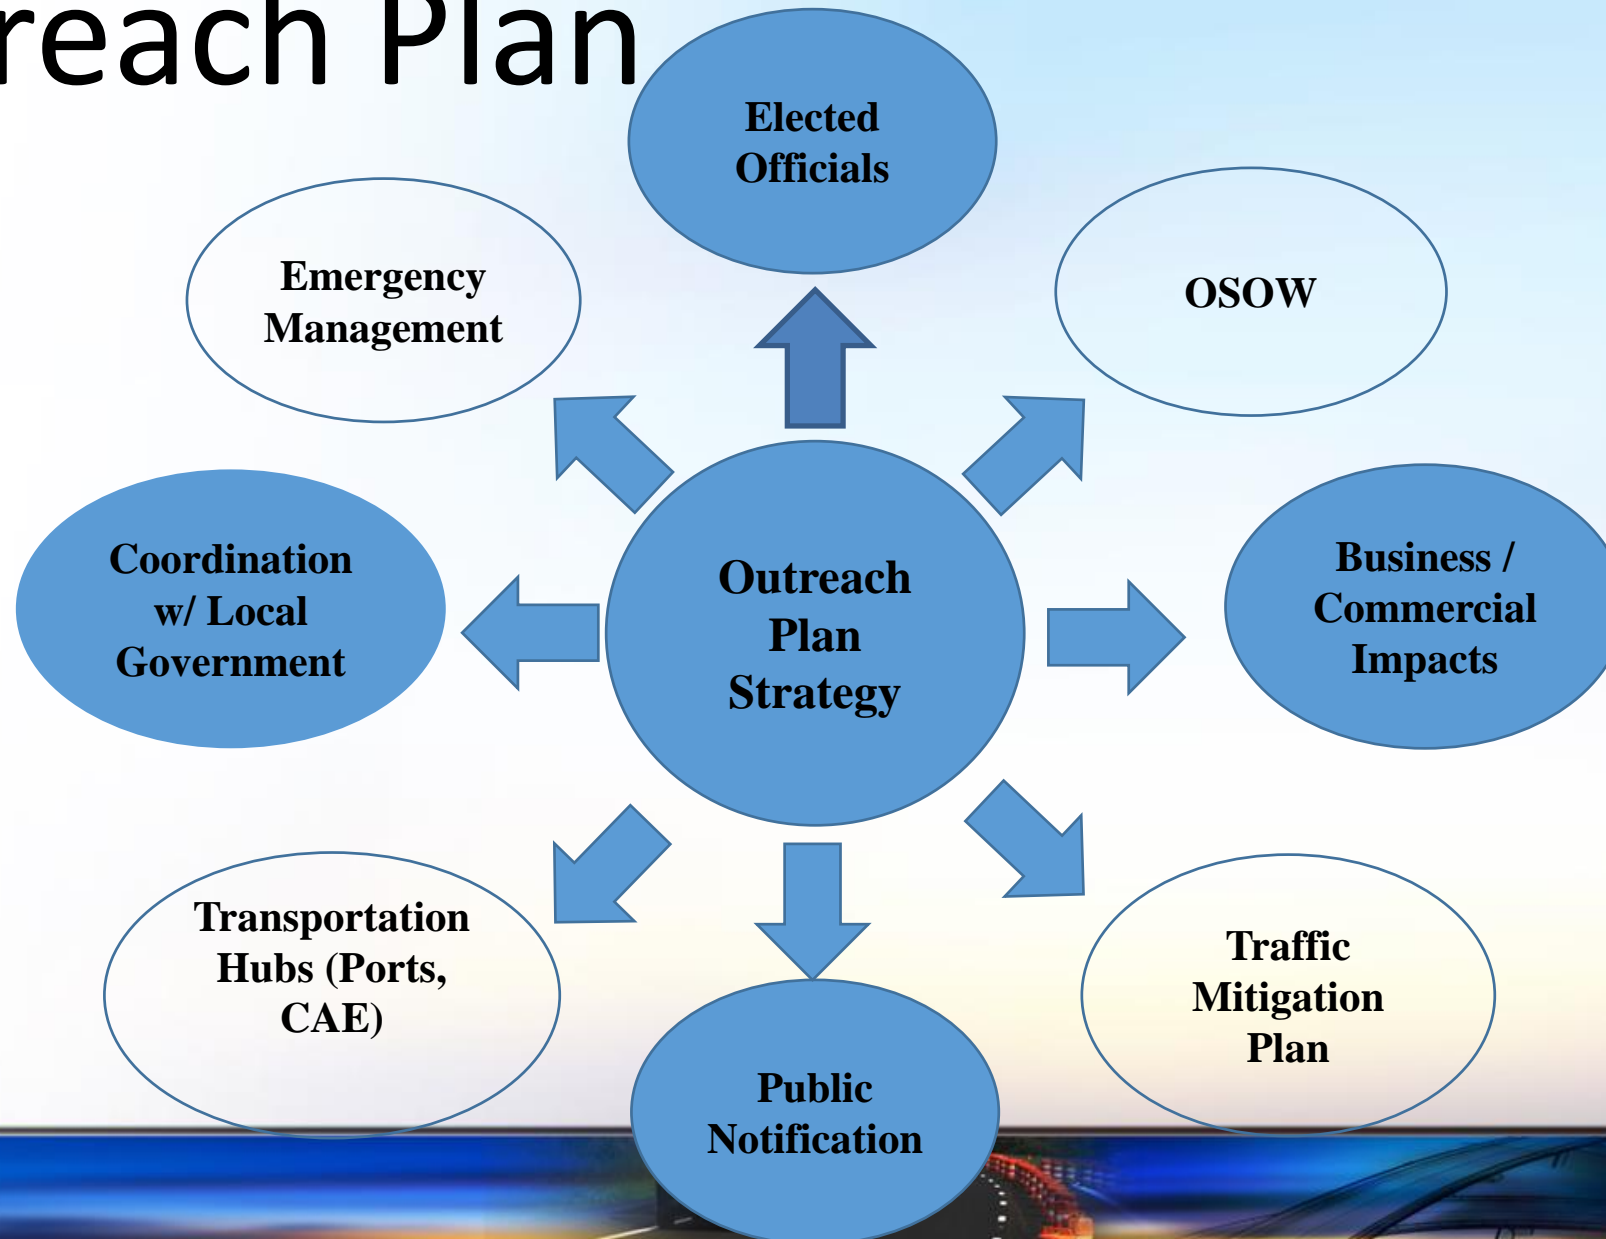 reach Plan
Elected
Officials
Emergency
Management
OSOW
Coordination
w/ Local
Government
Outreach
Plan
Strategy
Business /
Commercial
Impacts
Transportation
Hubs (Ports,
CAE)
Traffic
Mitigation
Plan
Public
Notification